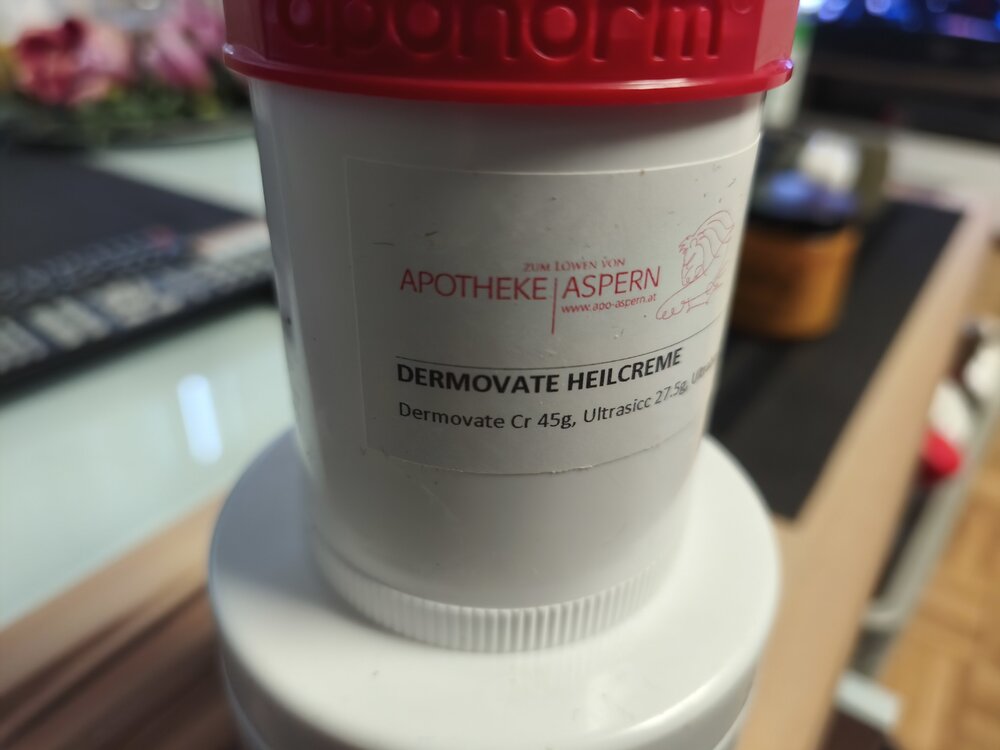 aponorm®
ZUM LÖWEN VON
APOTHEKE ASPERN
www.apo-aspern.at
DERMOVATE HEILCREME
Dermovate Cr 45g, Ultrasicc 27.5g,